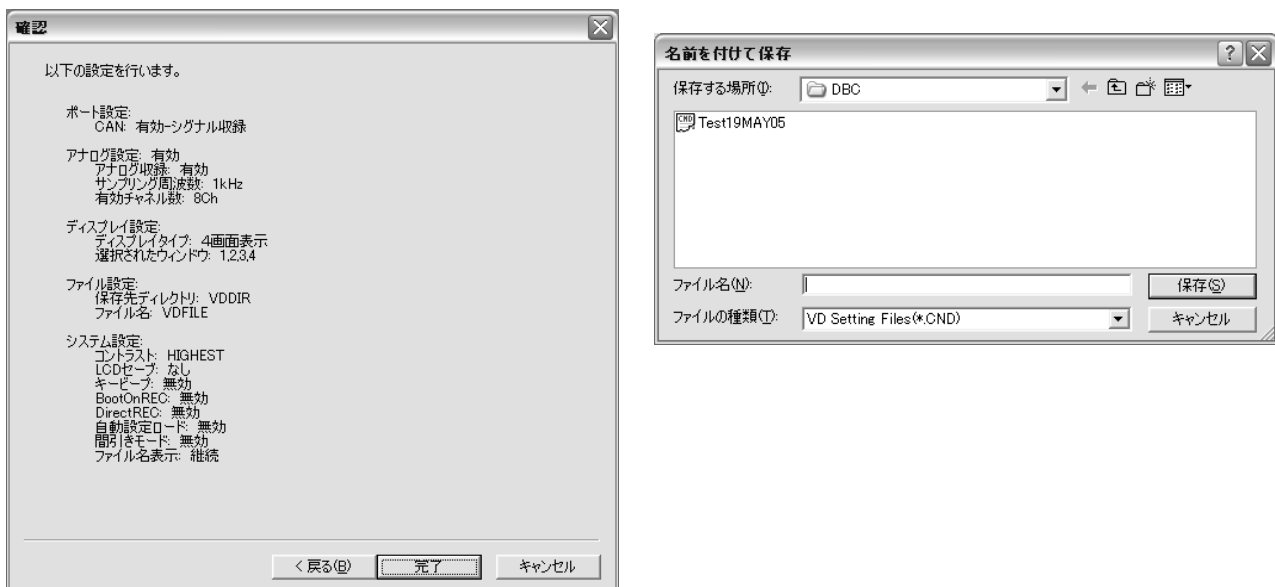 確認
以下の設定を行います。
ポート設定:
CAN: 有効-シグナル収録
アナログ設定: 有効
アナログ収録: 有効
サンプリング周波数: 1kHz
有効チャネル数: 8Ch
ディスプレイ設定:
ディスプレイタイプ: 4画面表示
選択されたウィンドウ: 1,2,3,4
ファイル設定:
保存先ディレクトリ: VDDIR
ファイル名: VDFILE
システム設定:
コントラスト: HIGHEST
LCDセーブ: なし
キービープ: 無効
BootOnREC: 無効
DirectREC: 無効
自動設定ロード: 無効
間引きモード: 無効
ファイル名表示: 継続
< 戻る(B)
完了
キャンセル
名前を付けて保存
保存する場所(I):
DBC
Test19MAY05
ファイル名(N):
保存(S)
ファイルの種類(T):
VD Setting Files(*.CND)
キャンセル